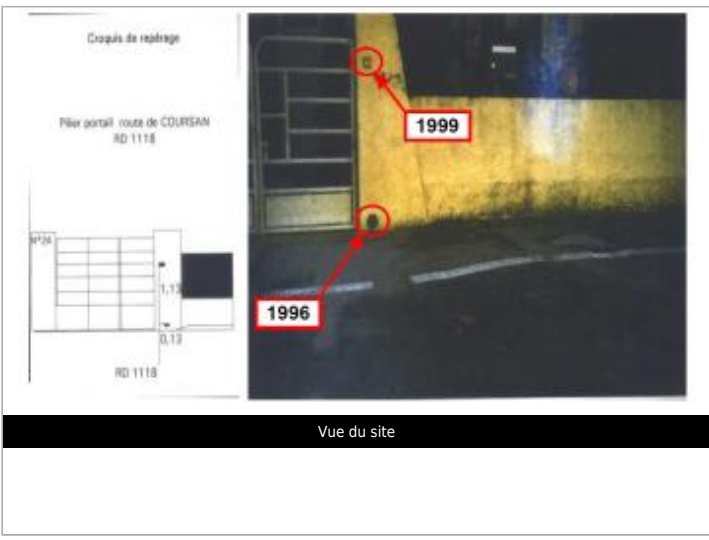 Croquis de repérage
Pilier portail route de COURSAN
RD 1118
N°26
1,13
0,13
RD 1118
1999
1996
Vue du site